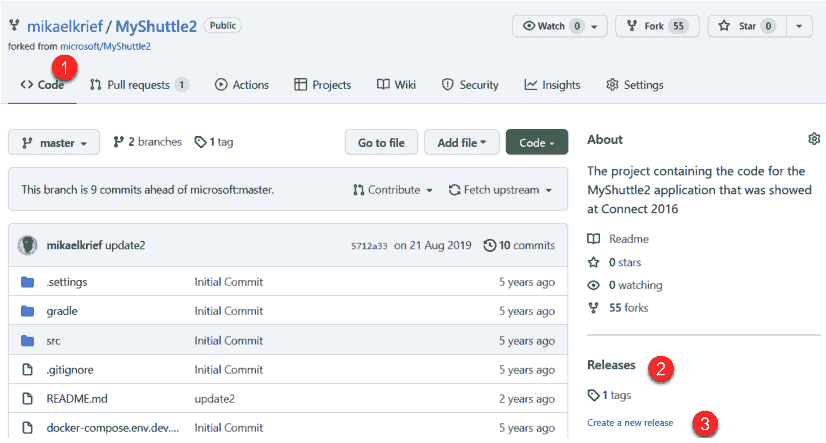 mikaelkrief / MyShuttle2 Public
Watch 0
Fork 55
Star 0
forked from microsoft/MyShuttle2
1
Code
Pull requests 1
Actions
Projects
Wiki
Security
Insights
Settings
master
2 branches
1 tag
Go to file
Add file
Code
This branch is 9 commits ahead of microsoft:master.
Contribute
Fetch upstream
mikaelkrief update2
5712a33 on 21 Aug 2019
10 commits
.settings Initial Commit 5 years ago
gradle Initial Commit 5 years ago
src Initial Commit 5 years ago
.gitignore Initial Commit 5 years ago
README.md update2 2 years ago
docker-compose.env.dev.... Initial Commit 5 years ago
About
The project containing the code for the
MyShuttle2 application that was showed
at Connect 2016
Readme
0 stars
0 watching
55 forks
Releases 2
1 tags
Create a new release 3